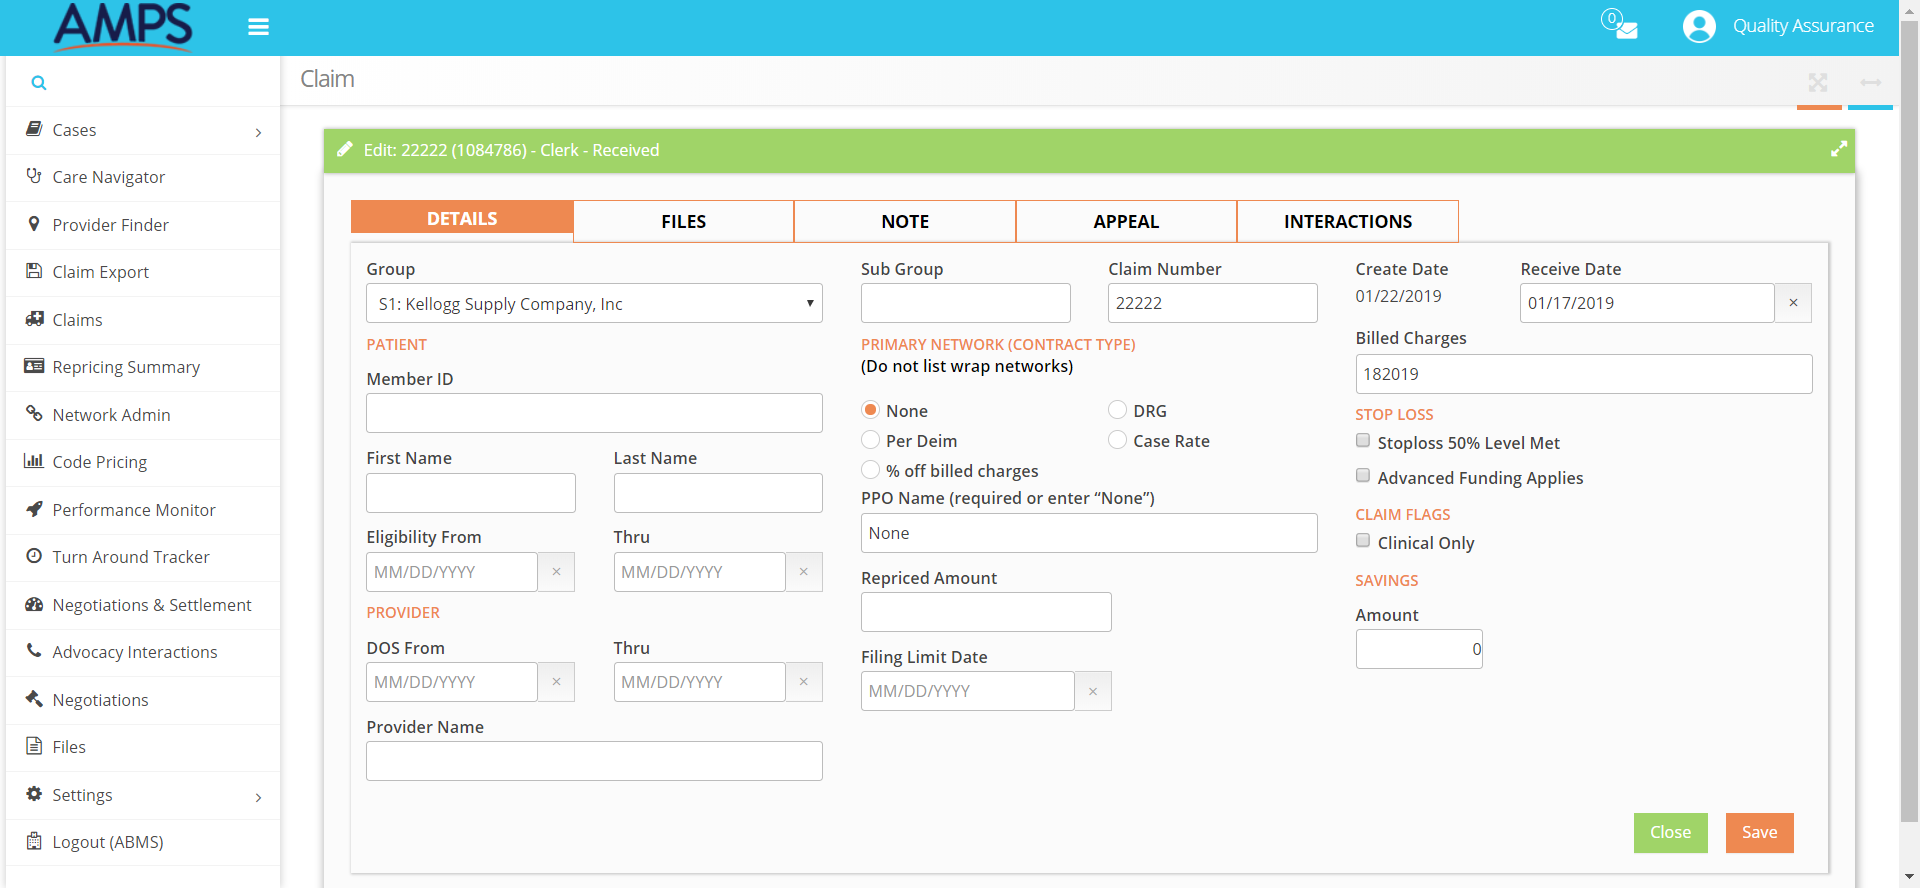 AMPS
0
Quality Assurance
Claim
Cases
Care Navigator
Provider Finder
Claim Export
Claims
Repricing Summary
Network Admin
Code Pricing
Performance Monitor
Turn Around Tracker
Negotiations & Settlement
Advocacy Interactions
Negotiations
Files
Settings
Logout (ABMS)
Edit: 22222 (1084786) - Clerk - Received
DETAILS
FILES
NOTE
APPEAL
INTERACTIONS
Group
S1: Kellogg Supply Company, Inc
PATIENT
Member ID
First Name
Last Name
Eligibility From
Thru
MM/DD/YYYY ×
MM/DD/YYYY ×
PROVIDER
DOS From
Thru
MM/DD/YYYY ×
MM/DD/YYYY ×
Provider Name
Sub Group
Claim Number
22222
PRIMARY NETWORK (CONTRACT TYPE)
(Do not list wrap networks)
None
DRG
Per Deim
Case Rate
% off billed charges
PPO Name (required or enter “None”)
None
Repriced Amount
Filing Limit Date
MM/DD/YYYY ×
Create Date
01/22/2019
Receive Date
01/17/2019 ×
Billed Charges
182019
STOP LOSS
Stoploss 50% Level Met
Advanced Funding Applies
CLAIM FLAGS
Clinical Only
SAVINGS
Amount
0
Close
Save